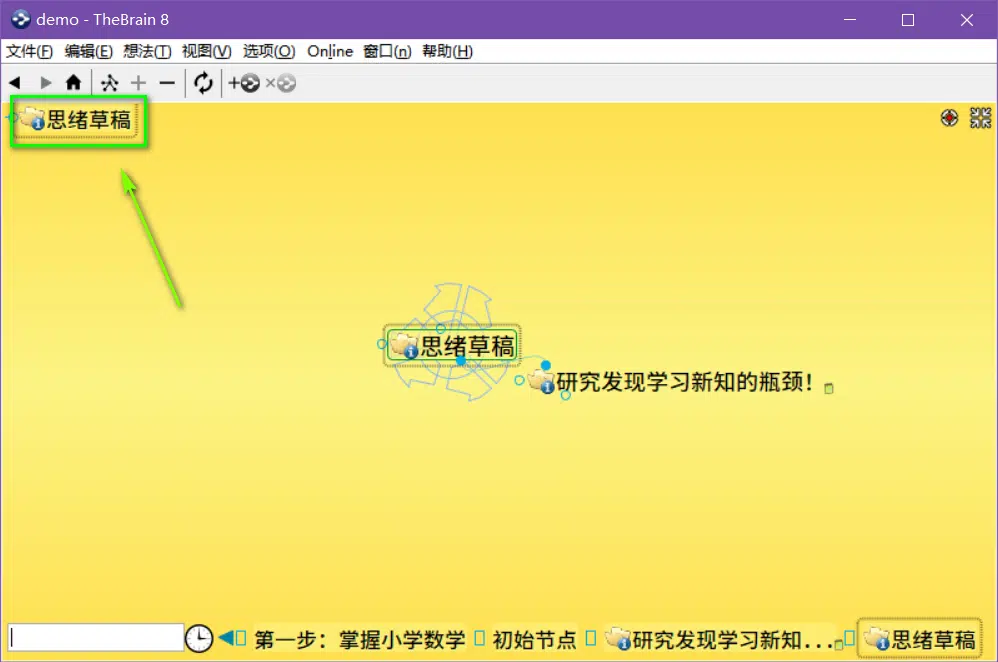 demo - TheBrain 8
文件(F) 编辑(E) 想法(T) 视图(V) 选项(O) Online 窗口(n) 帮助(H)
思绪草稿
思绪草稿
研究发现学习新知的瓶颈！
第一步：掌握小学数学 初始节点 研究发现学习新知... 思绪草稿